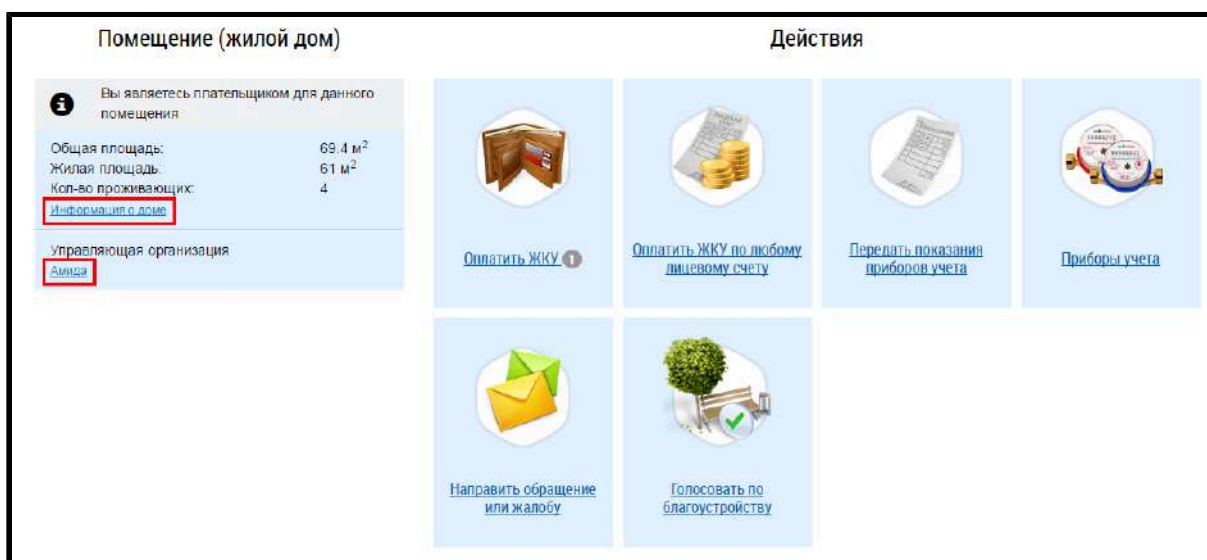 Помещение (жилой дом)
Вы являетесь плательщиком для данного
помещения
Общая площадь: 69.4 м²
Жилая площадь: 61 м²
Кол-во проживающих: 4
Информация о доме
Управляющая организация
Амида
Действия
Оплатить ЖКУ 1
Оплатить ЖКУ по любому
лицевому счету
Передать показания
приборов учета
Приборы учета
Направить обращение
или жалобу
Голосовать по
благоустройству